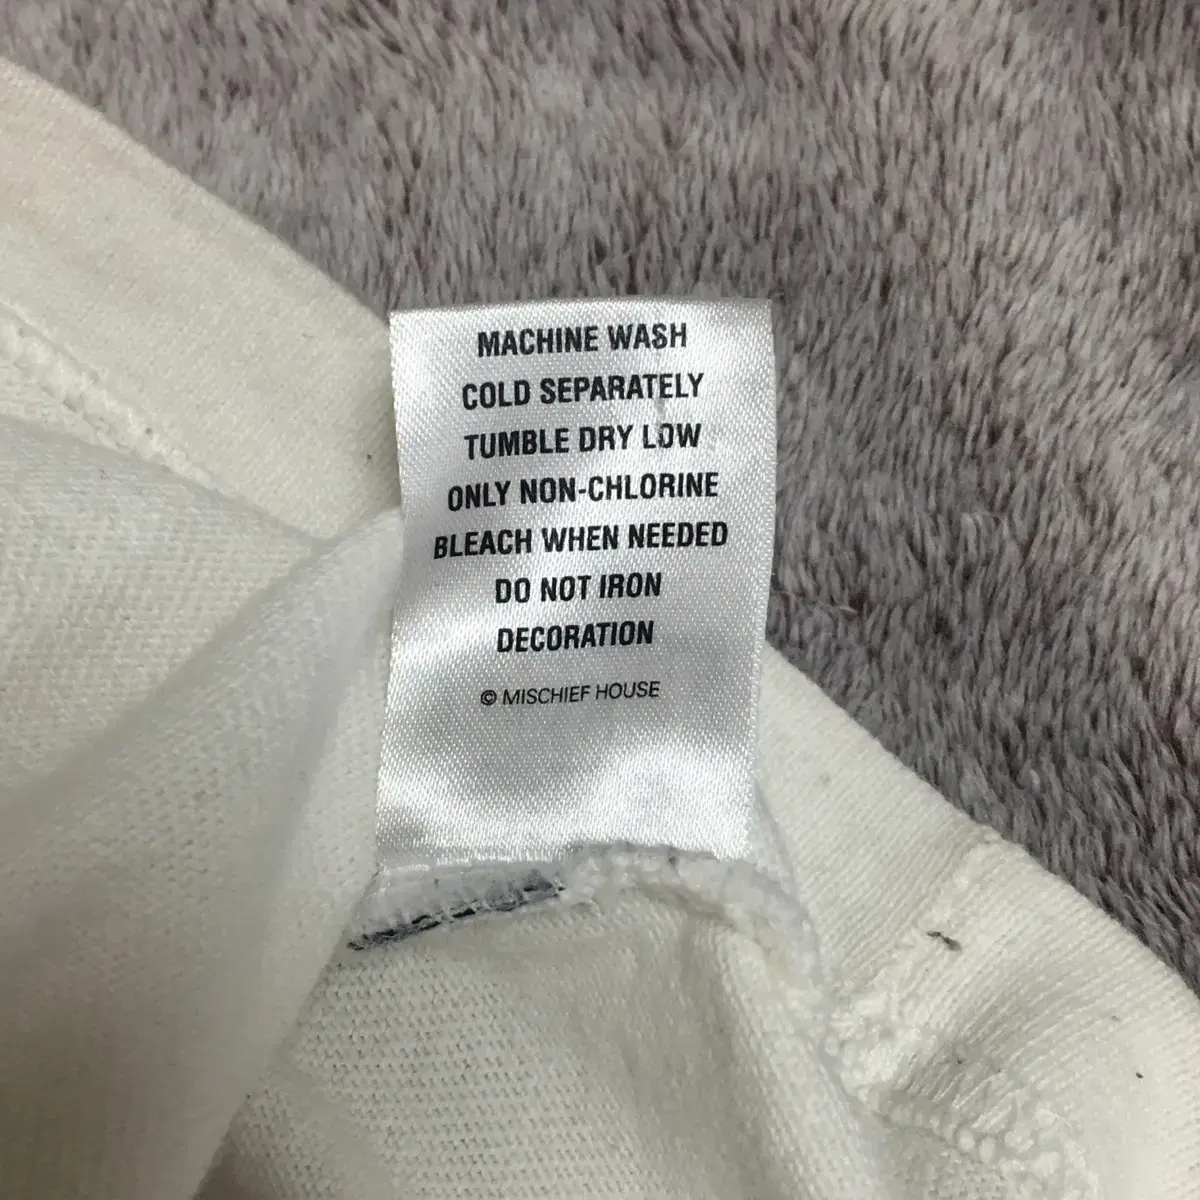 MACHINE WASH
COLD SEPARATELY
TUMBLE DRY LOW
ONLY NON-CHLORINE
BLEACH WHEN NEEDED
DO NOT IRON
DECORATION
© MISCHIEF HOUSE